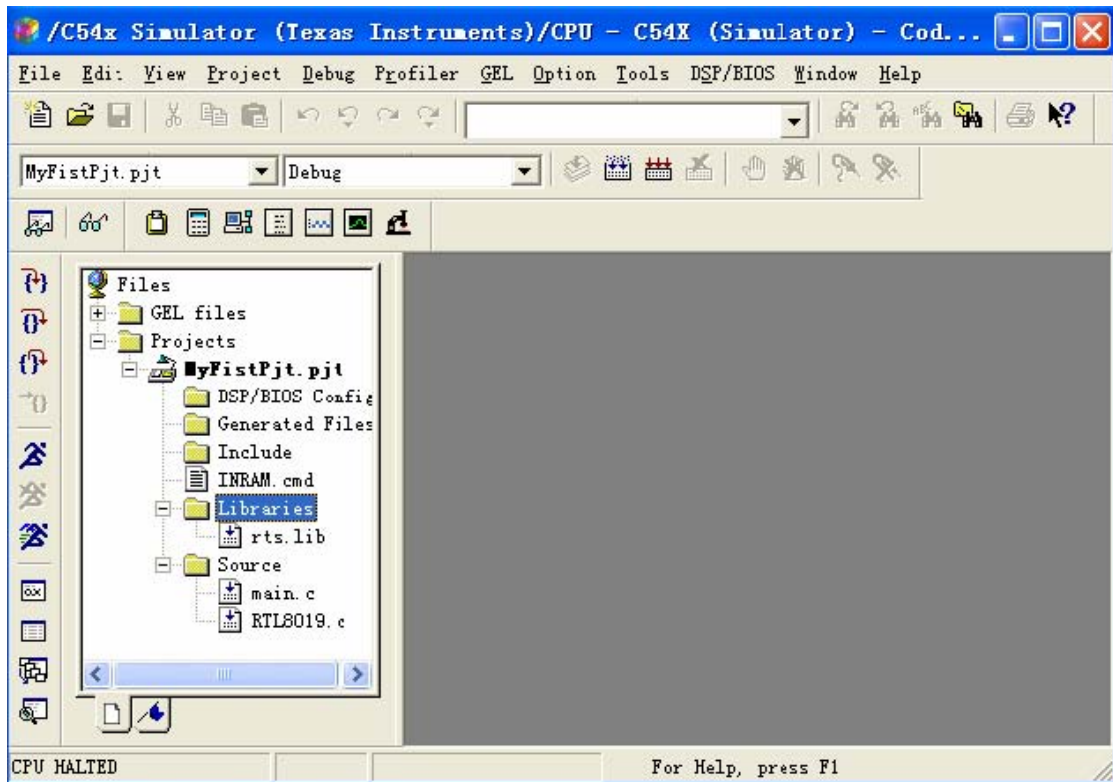 /C54x Simulator (Texas Instruments)/CPU - C54X (Simulator) - Cod...
File Edit View Project Debug Profiler GEL Option Tools DSP/BIOS Window Help
MyFistPjt.pjt Debug
Files
GEL files
Projects
MyFistPjt.pjt
DSP/BIOS Config
Generated Files
Include
INRAM.cmd
Libraries
rts.lib
Source
main.c
RTL8019.c
CPU HALTED
For Help, press F1